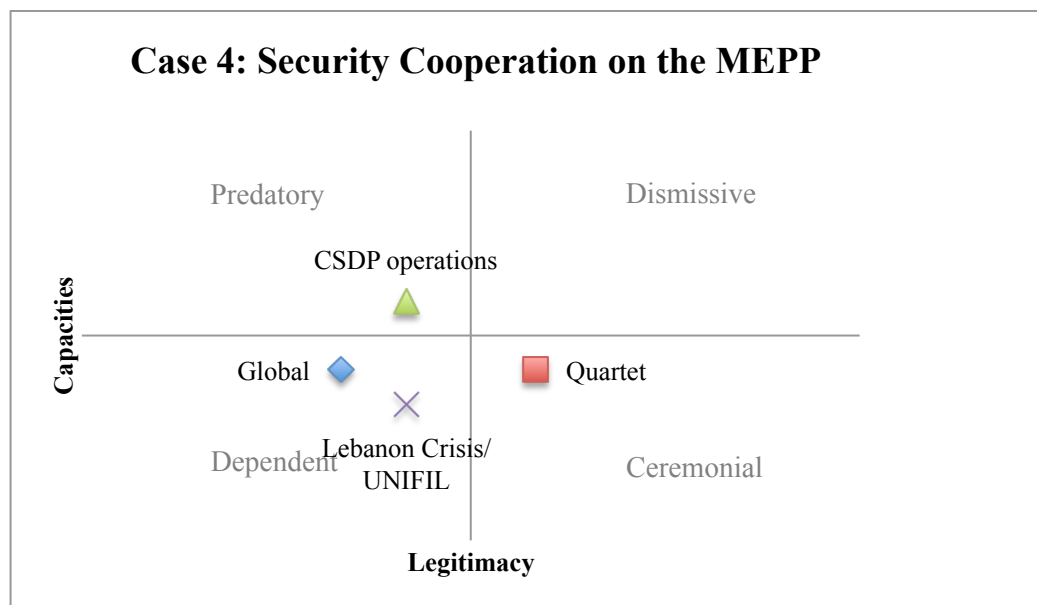 Case 4: Security Cooperation on the MEPP
Predatory
Dismissive
CSDP operations
Capacities
Global
Quartet
Lebanon Crisis/
UNIFIL
Dependent
Ceremonial
Legitimacy